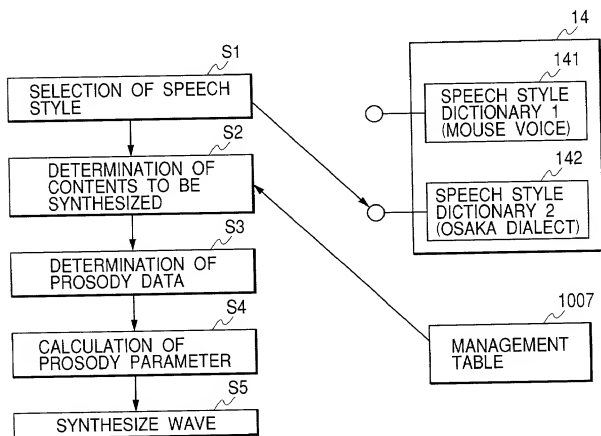 S1
SELECTION OF SPEECH
STYLE
S2
DETERMINATION OF
CONTENTS TO BE
SYNTHESIZED
S3
DETERMINATION OF
PROSODY DATA
S4
CALCULATION OF
PROSODY PARAMETER
S5
SYNTHESIZE WAVE
14
141
SPEECH STYLE
DICTIONARY 1
(MOUSE VOICE)
142
SPEECH STYLE
DICTIONARY 2
(OSAKA DIALECT)
1007
MANAGEMENT
TABLE